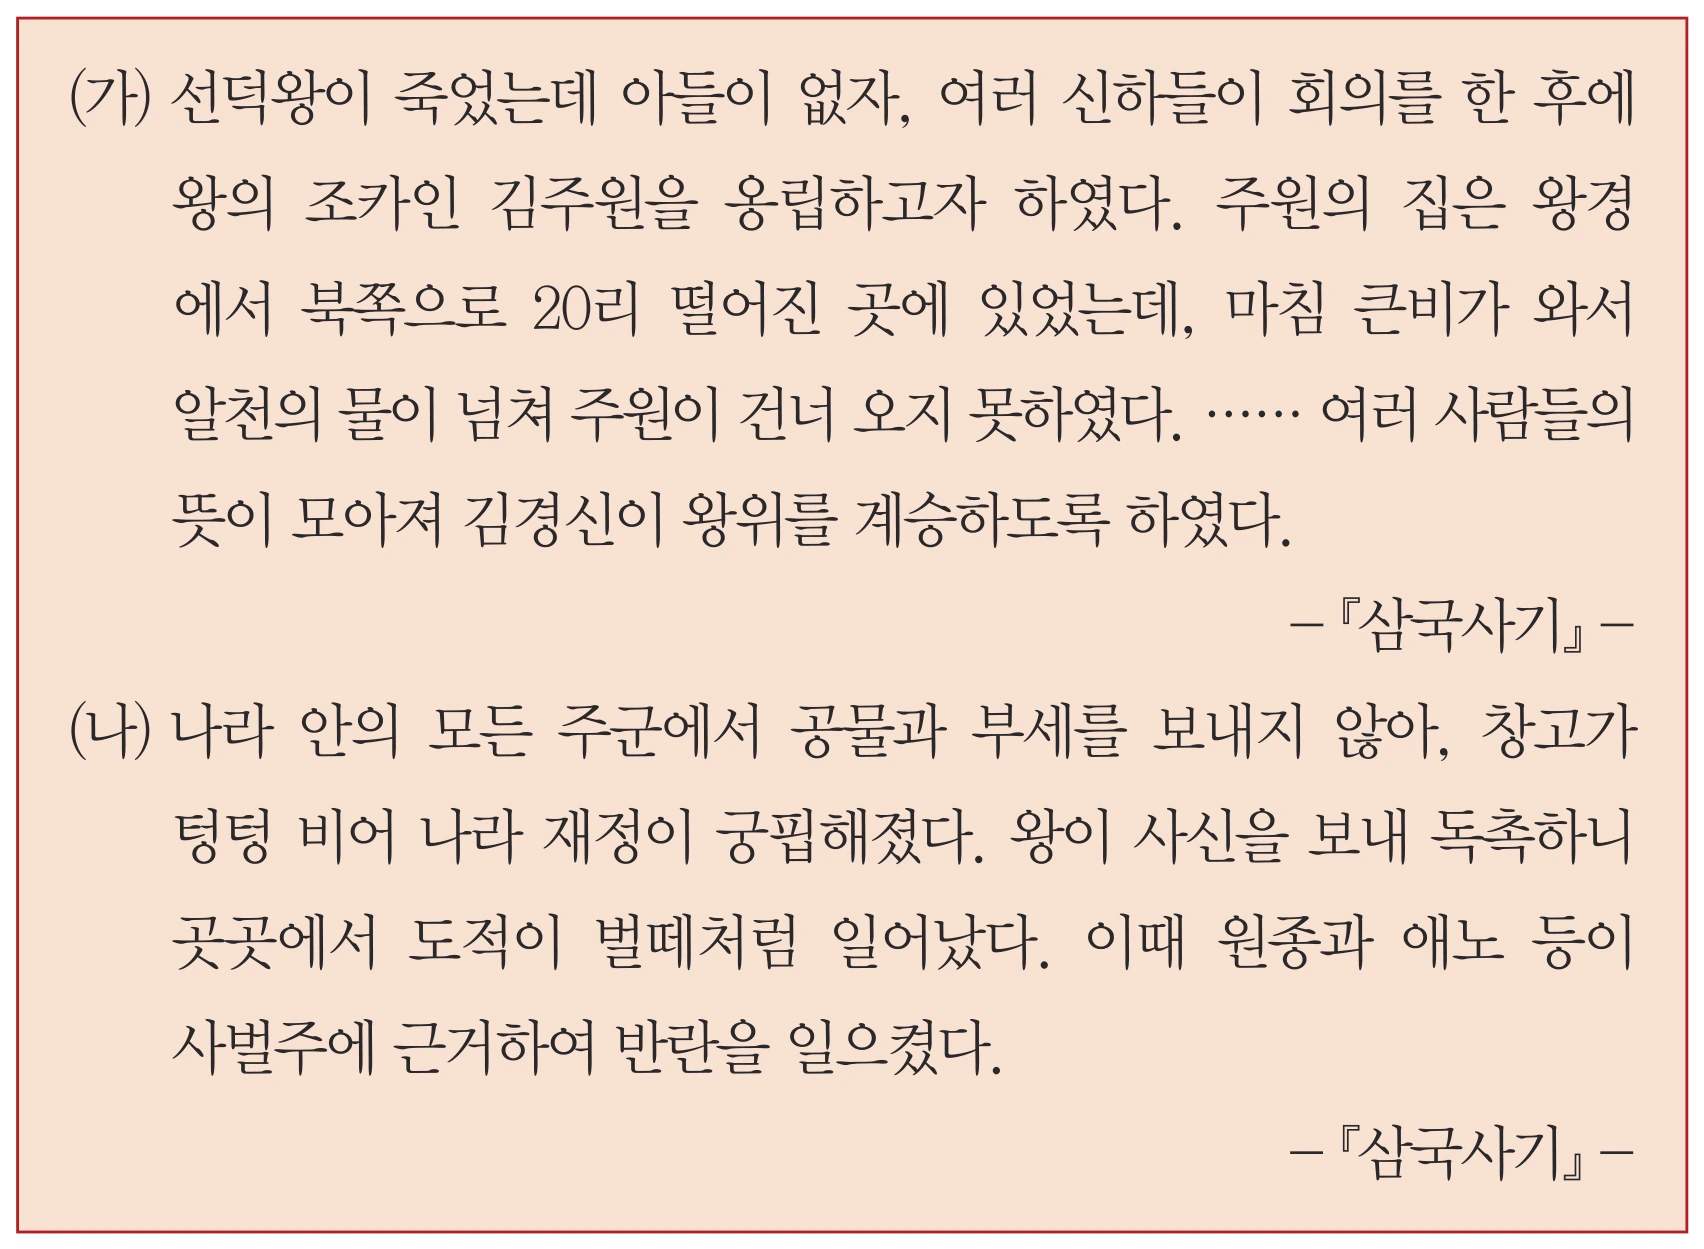 (가) 선덕왕이 죽었는데 아들이 없자, 여러 신하들이 회의를 한 후에
왕의 조카인 김주원을 옹립하고자 하였다. 주원의 집은 왕경
에서 북쪽으로 20리 떨어진 곳에 있었는데, 마침 큰비가 와서
알천의 물이 넘쳐 주원이 건너 오지 못하였다. …… 여러 사람들의
뜻이 모아져 김경신이 왕위를 계승하도록 하였다.
– 『삼국사기』 –
(나) 나라 안의 모든 주군에서 공물과 부세를 보내지 않아, 창고가
텅텅 비어 나라 재정이 궁핍해졌다. 왕이 사신을 보내 독촉하니
곳곳에서 도적이 벌떼처럼 일어났다. 이때 원종과 애노 등이
사벌주에 근거하여 반란을 일으켰다.
– 『삼국사기』 –